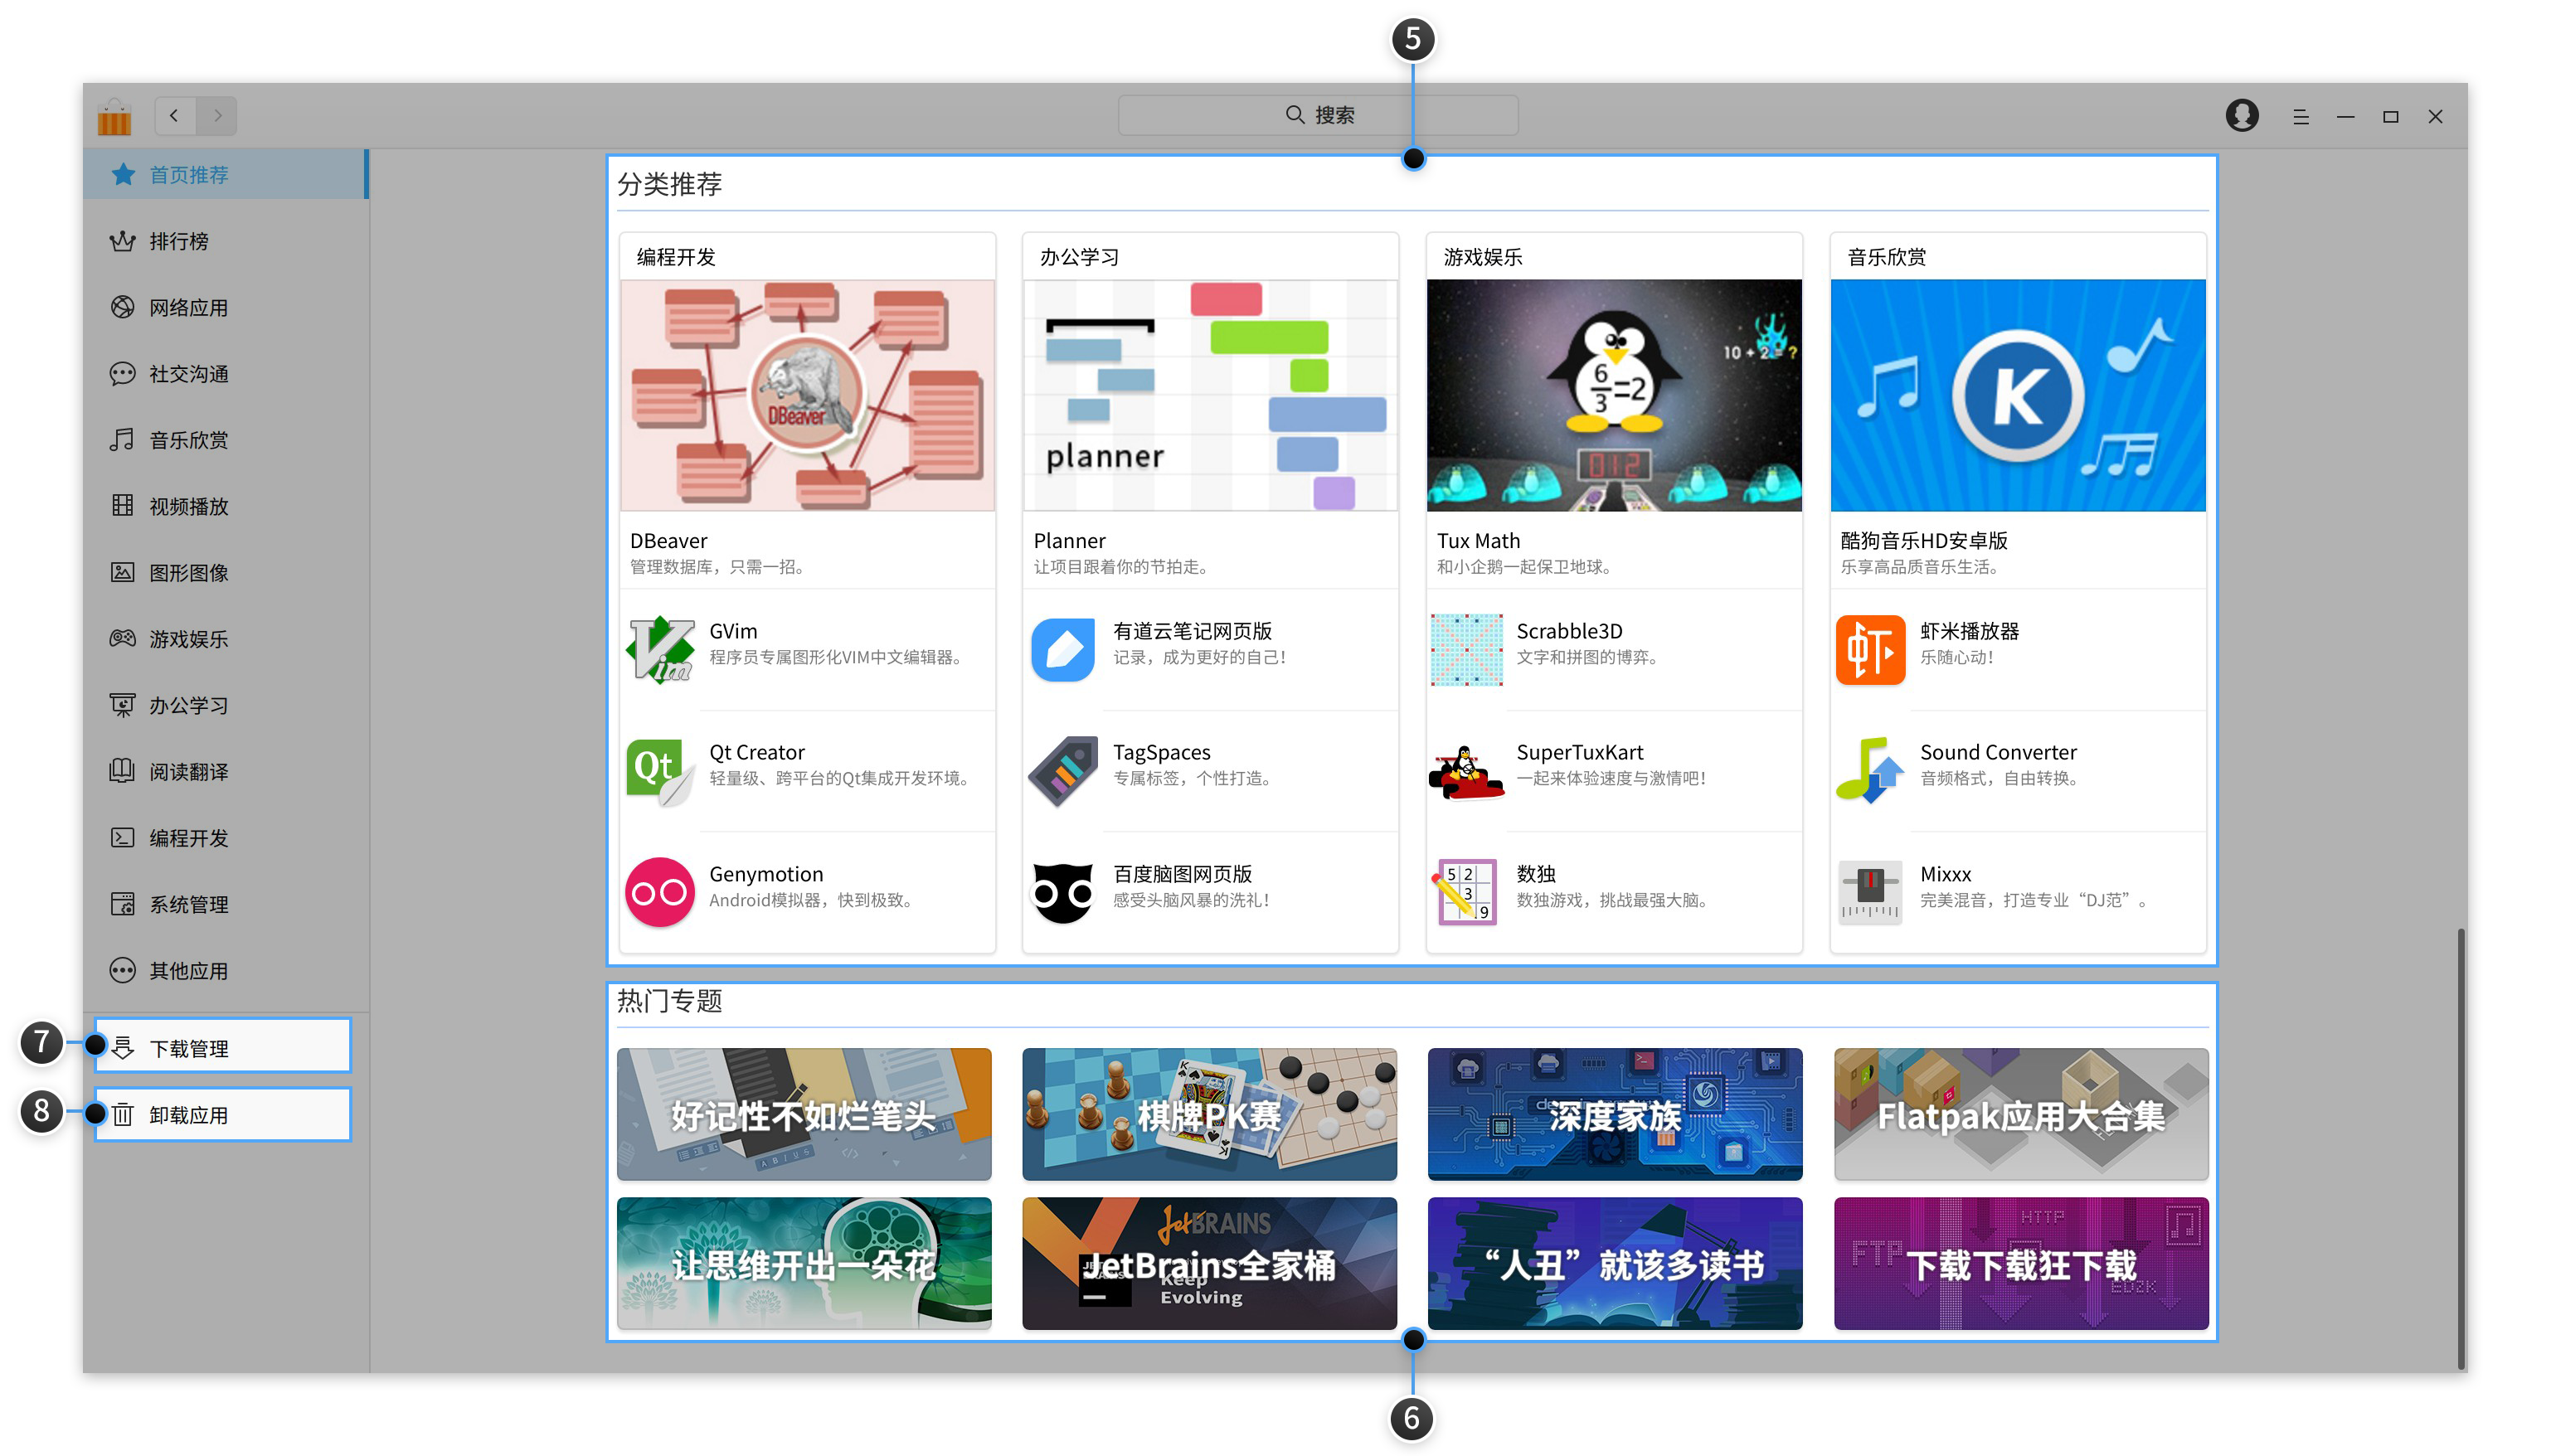 5
搜索
首页推荐
排行榜
网络应用
社交沟通
音乐欣赏
视频播放
图形图像
游戏娱乐
办公学习
阅读翻译
编程开发
系统管理
其他应用
7
下载管理
8
卸载应用
分类推荐
编程开发
DBeaver
DBeaver
管理数据库，只需一招。
GVim
程序员专属图形化VIM中文编辑器。
Qt
Qt Creator
轻量级、跨平台的Qt集成开发环境。
Genymotion
Android模拟器，快到极致。
办公学习
planner
Planner
让项目跟着你的节拍走。
有道云笔记网页版
记录，成为更好的自己！
TagSpaces
专属标签，个性打造。
百度脑图网页版
感受头脑风暴的洗礼！
游戏娱乐
10 + 2 = ?
6/3=2
012
Tux Math
和小企鹅一起保卫地球。
Scrabble3D
文字和拼图的博弈。
SuperTuxKart
一起来体验速度与激情吧！
5 2
3
9
数独
数独游戏，挑战最强大脑。
音乐欣赏
K
酷狗音乐HD安卓版
乐享高品质音乐生活。
虾米播放器
乐随心动！
Sound Converter
音频格式，自由转换。
Mixxx
完美混音，打造专业“DJ范”。
热门专题
好记性不如烂笔头
棋牌PK赛
深度家族
Flatpak应用大合集
让思维开出一朵花
JetBRAINS
JetBrains全家桶
Keep
Evolving
“人丑”就该多读书
HTTP
FTP
下载下载狂下载
ED2K
6